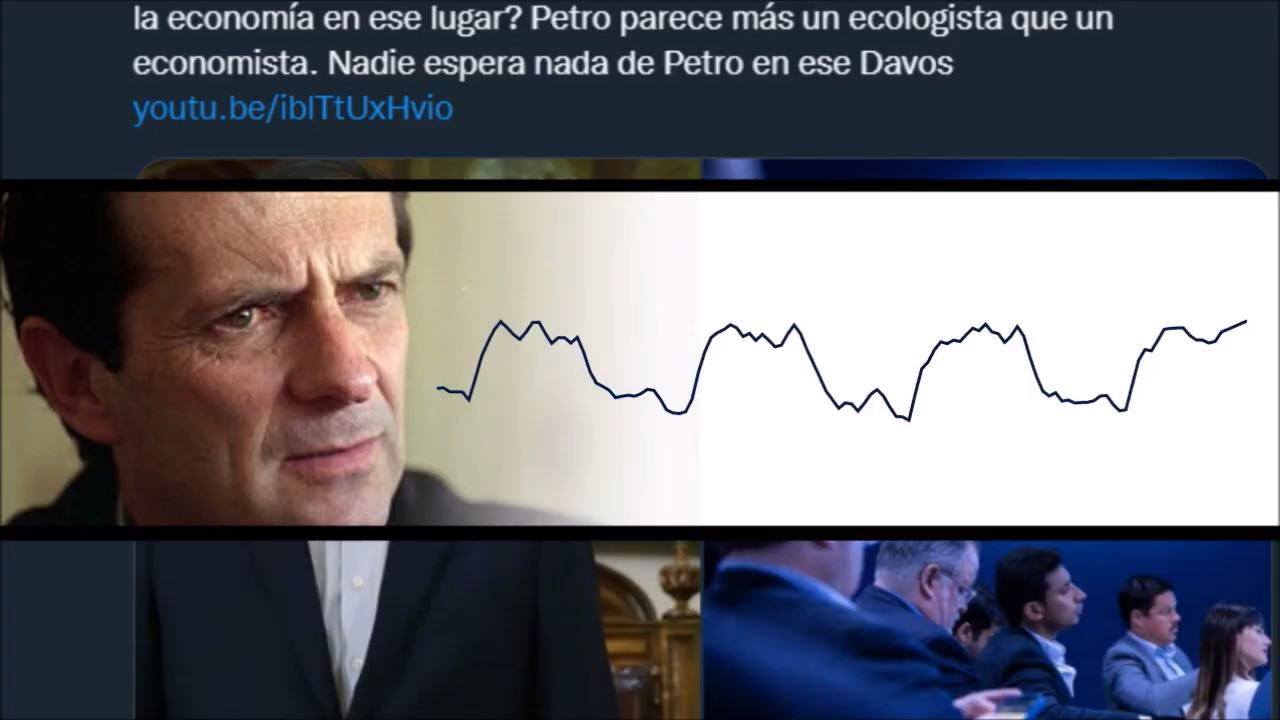 la economía en ese lugar? Petro parece más un ecologista que un
economista. Nadie espera nada de Petro en ese Davos
youtu.be/ibITtUxHvio